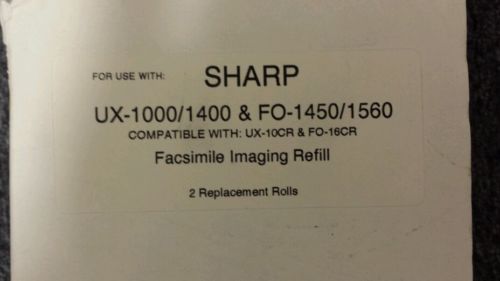 FOR USE WITH: SHARP
UX-1000/1400 & FO-1450/1560
COMPATIBLE WITH: UX-10CR & FO-16CR
Facsimile Imaging Refill
2 Replacement Rolls